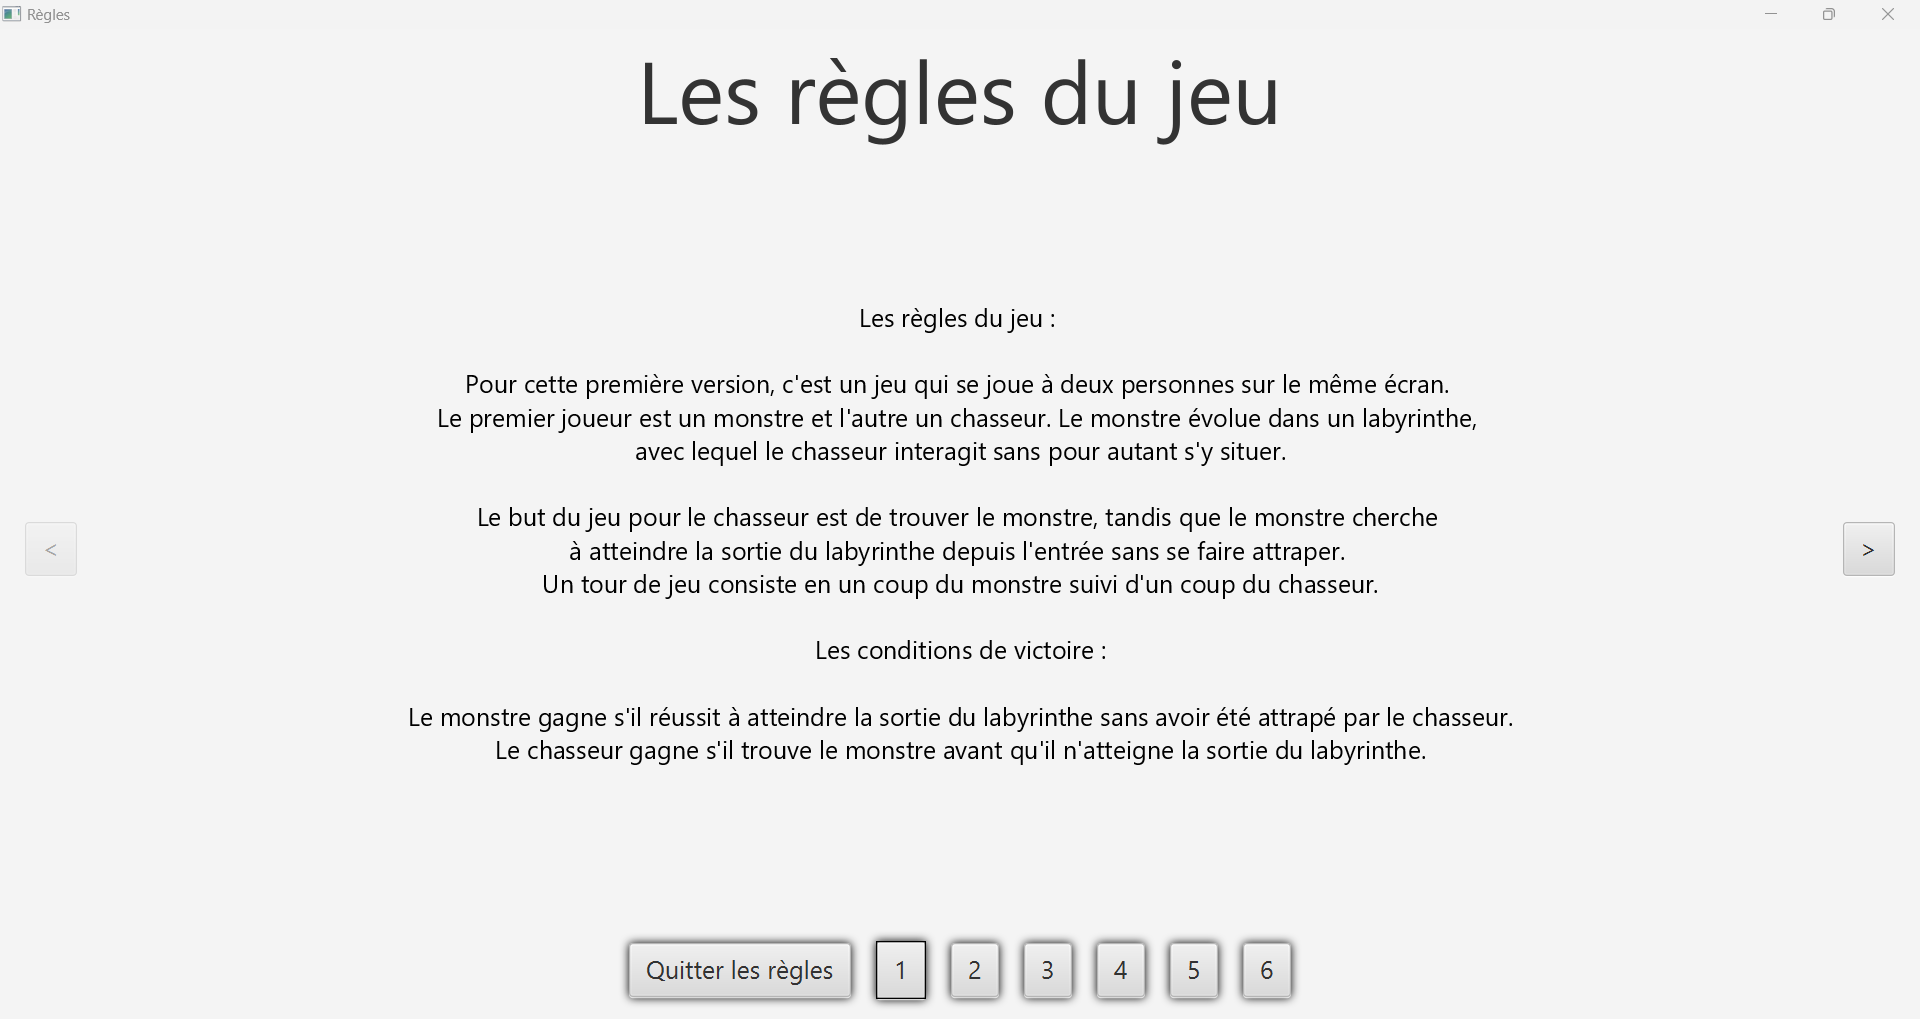 Règles
Les règles du jeu
Les règles du jeu :
Pour cette première version, c'est un jeu qui se joue à deux personnes sur le même écran.
Le premier joueur est un monstre et l'autre un chasseur. Le monstre évolue dans un labyrinthe,
avec lequel le chasseur interagit sans pour autant s'y situer.
Le but du jeu pour le chasseur est de trouver le monstre, tandis que le monstre cherche
à atteindre la sortie du labyrinthe depuis l'entrée sans se faire attraper.
Un tour de jeu consiste en un coup du monstre suivi d'un coup du chasseur.
Les conditions de victoire :
Le monstre gagne s'il réussit à atteindre la sortie du labyrinthe sans avoir été attrapé par le chasseur.
Le chasseur gagne s'il trouve le monstre avant qu'il n'atteigne la sortie du labyrinthe.
<
>
Quitter les règles 1 2 3 4 5 6